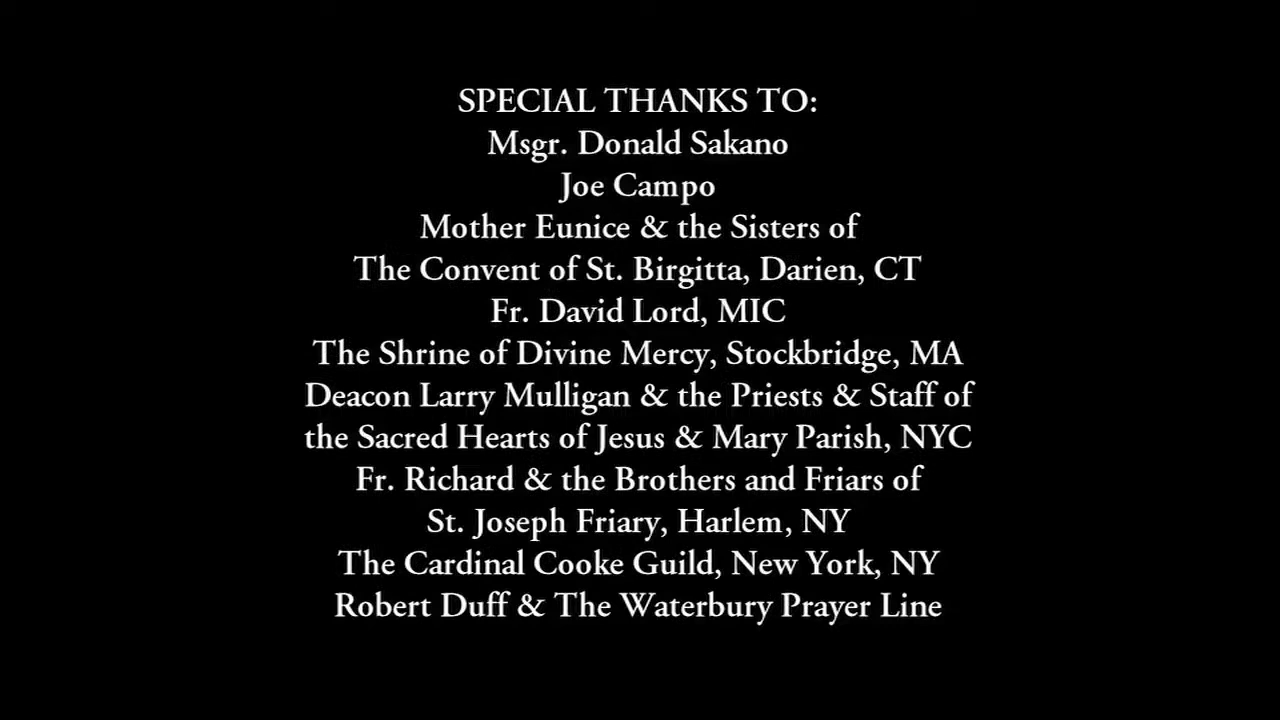 SPECIAL THANKS TO:
Msgr. Donald Sakano
Joe Campo
Mother Eunice & the Sisters of
The Convent of St. Birgitta, Darien, CT
Fr. David Lord, MIC
The Shrine of Divine Mercy, Stockbridge, MA
Deacon Larry Mulligan & the Priests & Staff of
the Sacred Hearts of Jesus & Mary Parish, NYC
Fr. Richard & the Brothers and Friars of
St. Joseph Friary, Harlem, NY
The Cardinal Cooke Guild, New York, NY
Robert Duff & The Waterbury Prayer Line